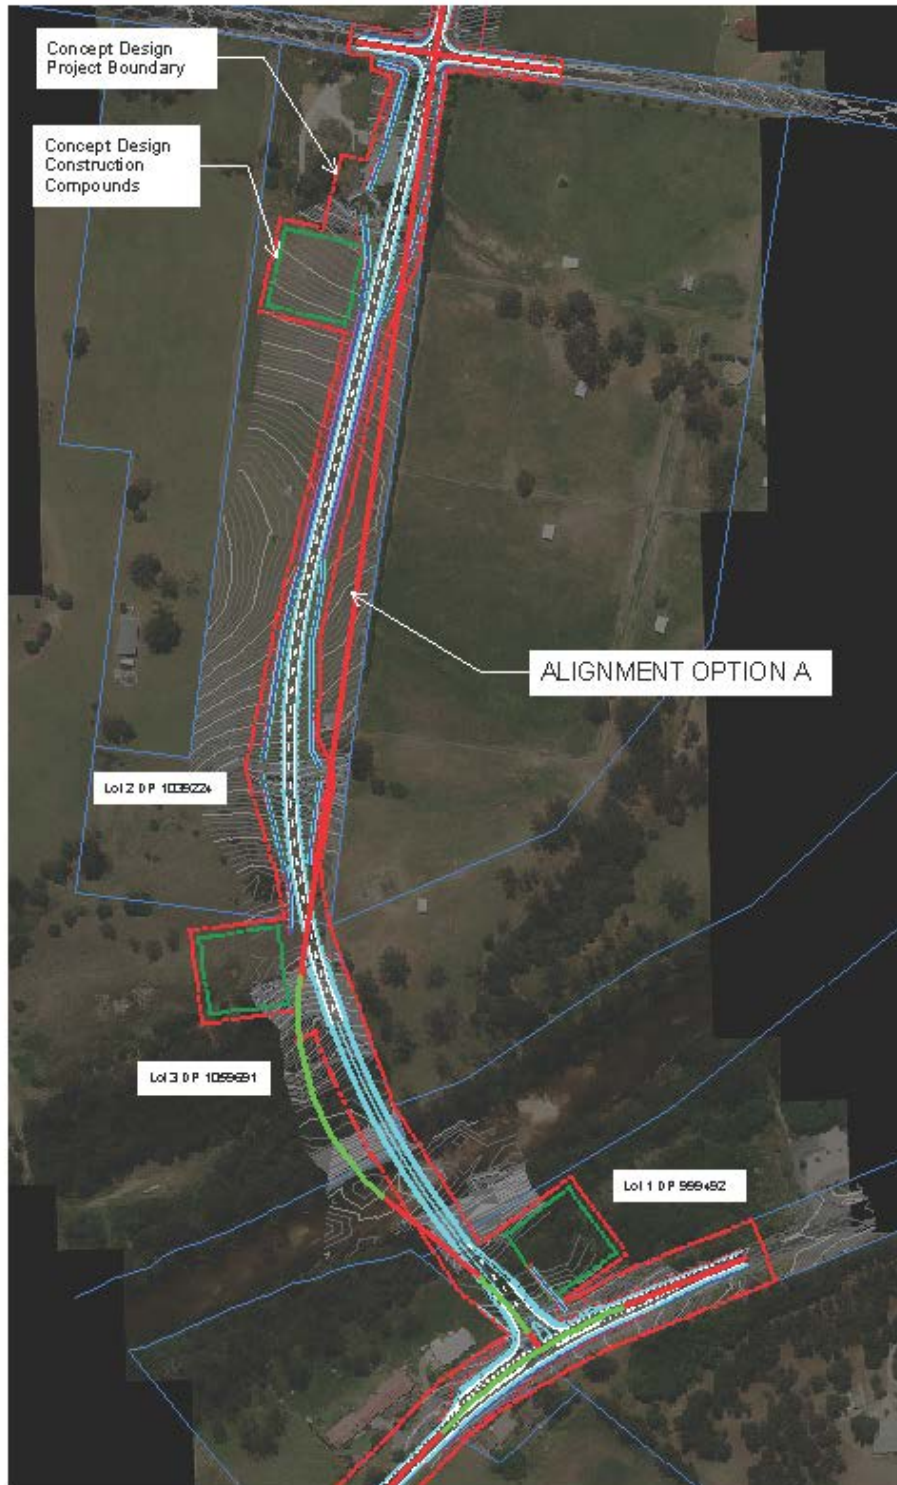 Concept Design
Project Boundary
Concept Design
Construction
Compounds
ALIGNMENT OPTION A
Lot 2 DP 1039224
Lot 3 DP 1059691
Lot 1 DP 999492